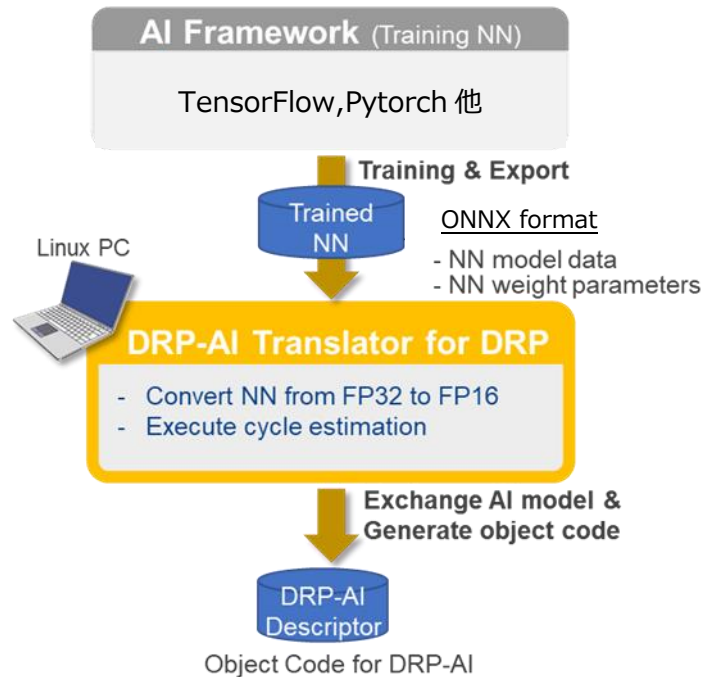 AI Framework (Training NN)
TensorFlow,Pytorch 他
Training & Export
Trained
NN
ONNX format
- NN model data
- NN weight parameters
Linux PC
DRP-AI Translator for DRP
- Convert NN from FP32 to FP16
- Execute cycle estimation
Exchange AI model &
Generate object code
DRP-AI
Descriptor
Object Code for DRP-AI